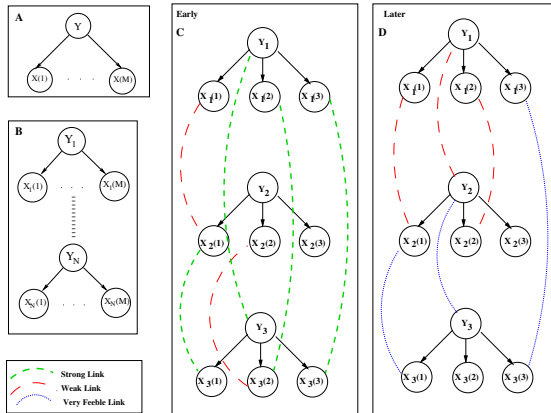 A
Y
X(1) . . . X(M)
B
Y1
X1(1) . . . X1(M)
YN
XN(1) . . . XN(M)
Strong Link
Weak Link
Very Feeble Link
Early
C
Y1
X1(1) X1(2) X1(3)
Y2
X2(1) X2(2) X2(3)
Y3
X3(1) X3(2) X3(3)
Later
D
Y1
X1(1) X1(2) X1(3)
Y2
X2(1) X2(2) X2(3)
Y3
X3(1) X3(2) X3(3)